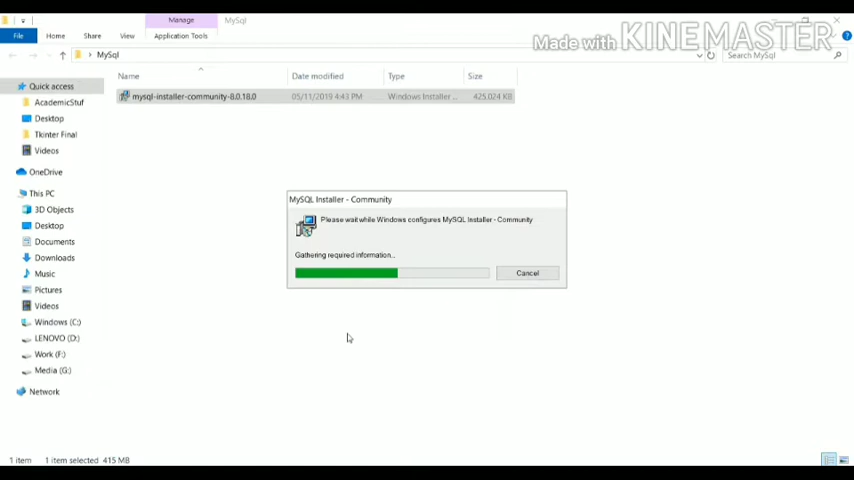 Manage
MySql
File
Home
Share
View
Application Tools
Made with KINEMASTER
MySql
Search MySql
Name
Date modified
Type
Size
mysql-installer-community-8.0.18.0
05/11/2019 4:43 PM
Windows Installer ...
425,024 KB
Quick access
AcademicStuf
Desktop
Tkinter Final
Videos
OneDrive
This PC
3D Objects
Desktop
Documents
Downloads
Music
Pictures
Videos
Windows (C:)
LENOVO (D:)
Work (F:)
Media (G:)
Network
MySQL Installer - Community
Please wait while Windows configures MySQL Installer - Community
Gathering required information...
Cancel
1 item
1 item selected
415 MB